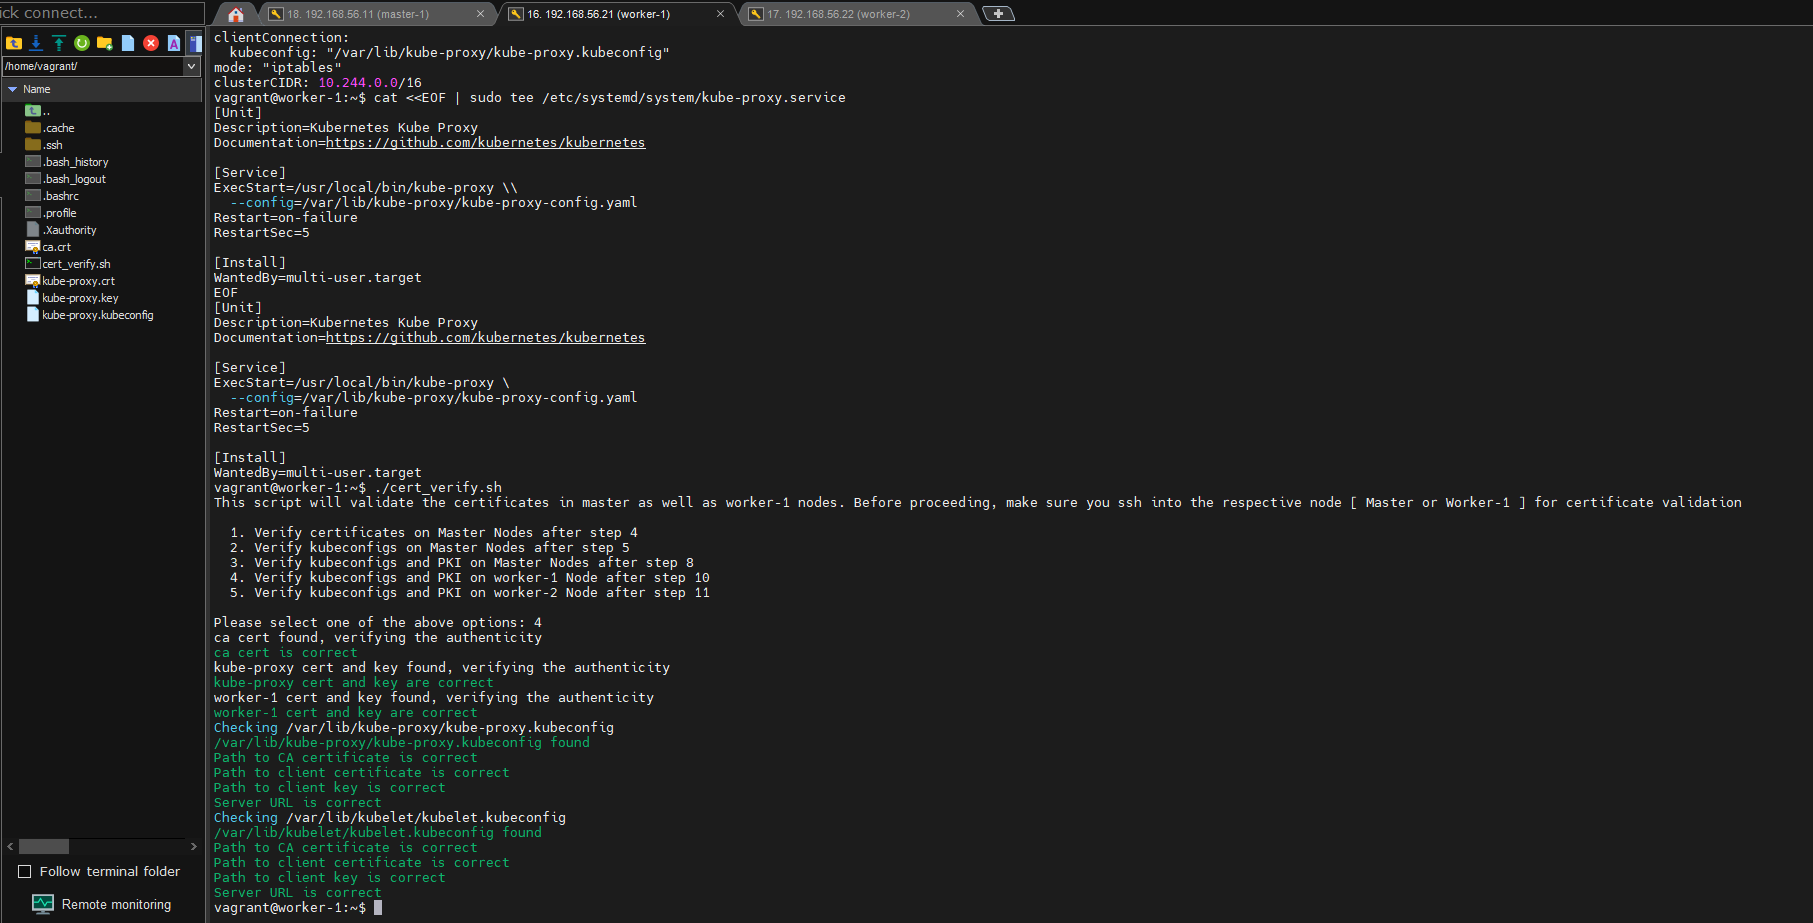 ick connect...
18. 192.168.56.11 (master-1)
16. 192.168.56.21 (worker-1)
17. 192.168.56.22 (worker-2)
/home/vagrant/
Name
..
.cache
.ssh
.bash_history
.bash_logout
.bashrc
.profile
.Xauthority
ca.crt
cert_verify.sh
kube-proxy.crt
kube-proxy.key
kube-proxy.kubeconfig
Follow terminal folder
Remote monitoring
clientConnection:
  kubeconfig: "/var/lib/kube-proxy/kube-proxy.kubeconfig"
mode: "iptables"
clusterCIDR: 10.244.0.0/16
vagrant@worker-1:~$ cat <<EOF | sudo tee /etc/systemd/system/kube-proxy.service
[Unit]
Description=Kubernetes Kube Proxy
Documentation=https://github.com/kubernetes/kubernetes
[Service]
ExecStart=/usr/local/bin/kube-proxy \\
  --config=/var/lib/kube-proxy/kube-proxy-config.yaml
Restart=on-failure
RestartSec=5
[Install]
WantedBy=multi-user.target
EOF
[Unit]
Description=Kubernetes Kube Proxy
Documentation=https://github.com/kubernetes/kubernetes
[Service]
ExecStart=/usr/local/bin/kube-proxy \
  --config=/var/lib/kube-proxy/kube-proxy-config.yaml
Restart=on-failure
RestartSec=5
[Install]
WantedBy=multi-user.target
vagrant@worker-1:~$ ./cert_verify.sh
This script will validate the certificates in master as well as worker-1 nodes. Before proceeding, make sure you ssh into the respective node [ Master or Worker-1 ] for certificate validation
  1. Verify certificates on Master Nodes after step 4
  2. Verify kubeconfigs on Master Nodes after step 5
  3. Verify kubeconfigs and PKI on Master Nodes after step 8
  4. Verify kubeconfigs and PKI on worker-1 Node after step 10
  5. Verify kubeconfigs and PKI on worker-2 Node after step 11
Please select one of the above options: 4
ca cert found, verifying the authenticity
ca cert is correct
kube-proxy cert and key found, verifying the authenticity
kube-proxy cert and key are correct
worker-1 cert and key found, verifying the authenticity
worker-1 cert and key are correct
Checking /var/lib/kube-proxy/kube-proxy.kubeconfig
/var/lib/kube-proxy/kube-proxy.kubeconfig found
Path to CA certificate is correct
Path to client certificate is correct
Path to client key is correct
Server URL is correct
Checking /var/lib/kubelet/kubelet.kubeconfig
/var/lib/kubelet/kubelet.kubeconfig found
Path to CA certificate is correct
Path to client certificate is correct
Path to client key is correct
Server URL is correct
vagrant@worker-1:~$